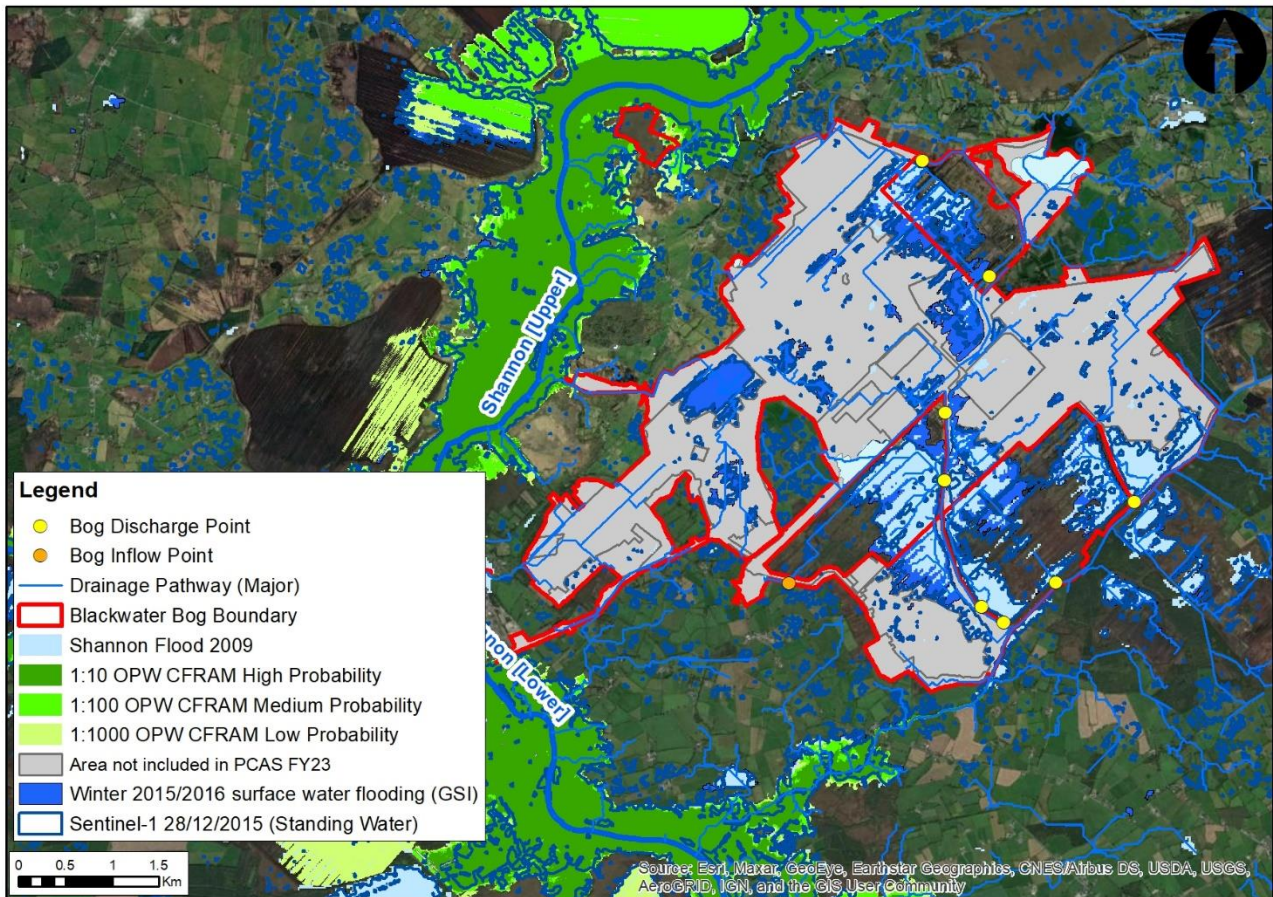 Shannon [Upper]
nnon [Lower]
Legend
Bog Discharge Point
Bog Inflow Point
Drainage Pathway (Major)
Blackwater Bog Boundary
Shannon Flood 2009
1:10 OPW CFRAM High Probability
1:100 OPW CFRAM Medium Probability
1:1000 OPW CFRAM Low Probability
Area not included in PCAS FY23
Winter 2015/2016 surface water flooding (GSI)
Sentinel-1 28/12/2015 (Standing Water)
0 0.5 1 1.5
Km
Source: Esri, Maxar, GeoEye, Earthstar Geographics, CNES/Airbus DS, USDA, USGS,
AeroGRID, IGN, and the GIS User Community